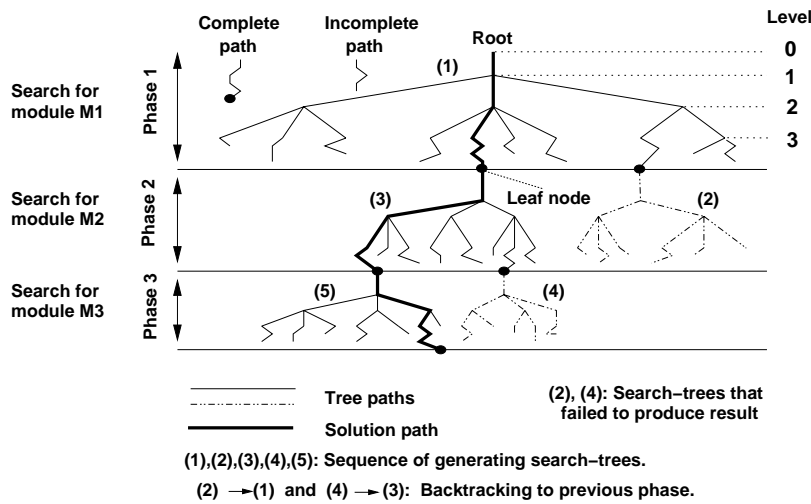 Complete path
Incomplete path
Root
Level
0
1
2
3
(1)
Search for module M1
Phase 1
Leaf node
Search for module M2
Phase 2
(3)
(2)
Search for module M3
Phase 3
(5)
(4)
Tree paths
Solution path
(2), (4): Search−trees that
failed to produce result
(1),(2),(3),(4),(5): Sequence of generating search−trees.
(2) → (1) and (4) → (3): Backtracking to previous phase.